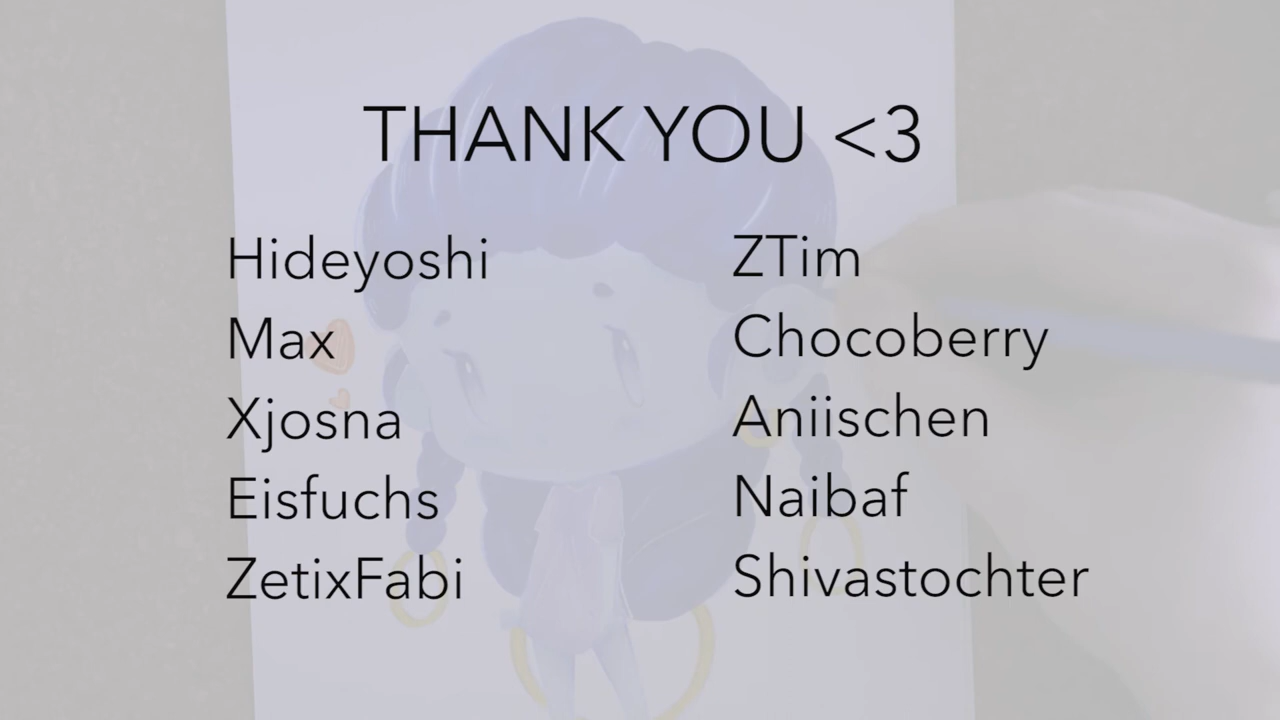 THANK YOU <3
Hideyoshi
Max
Xjosna
Eisfuchs
ZetixFabi
ZTim
Chocoberry
Aniischen
Naibaf
Shivastochter